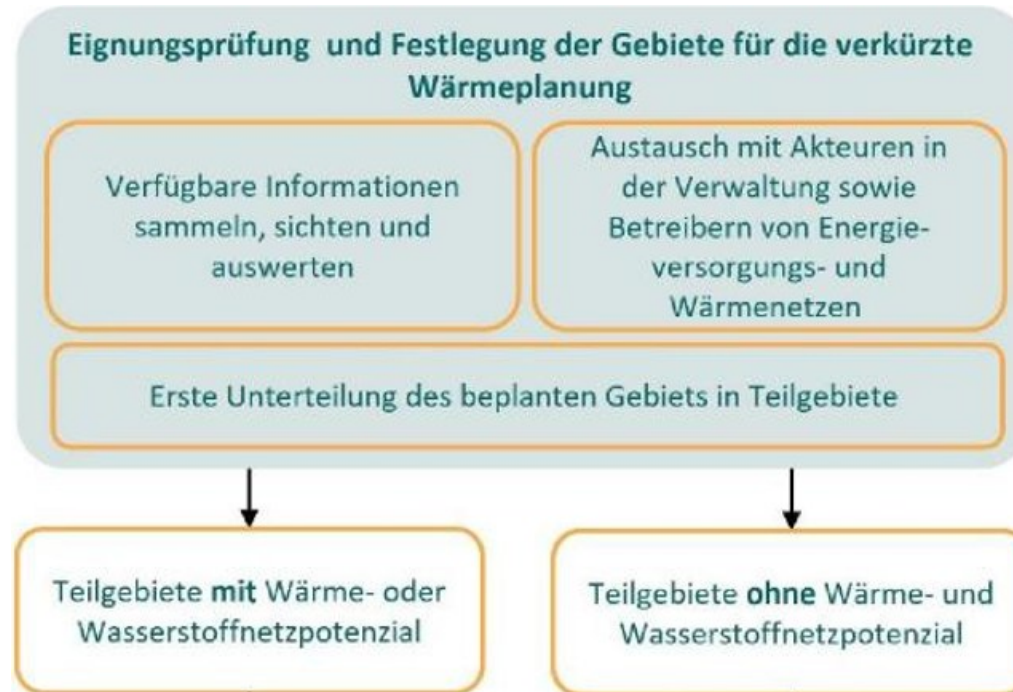 Eignungsprüfung und Festlegung der Gebiete für die verkürzte
Wärmeplanung
Verfügbare Informationen
sammeln, sichten und
auswerten
Austausch mit Akteuren in
der Verwaltung sowie
Betreibern von Energie-
versorgungs- und
Wärmenetzen
Erste Unterteilung des beplanten Gebiets in Teilgebiete
Teilgebiete mit Wärme- oder
Wasserstoffnetzpotenzial
Teilgebiete ohne Wärme- und
Wasserstoffnetzpotenzial